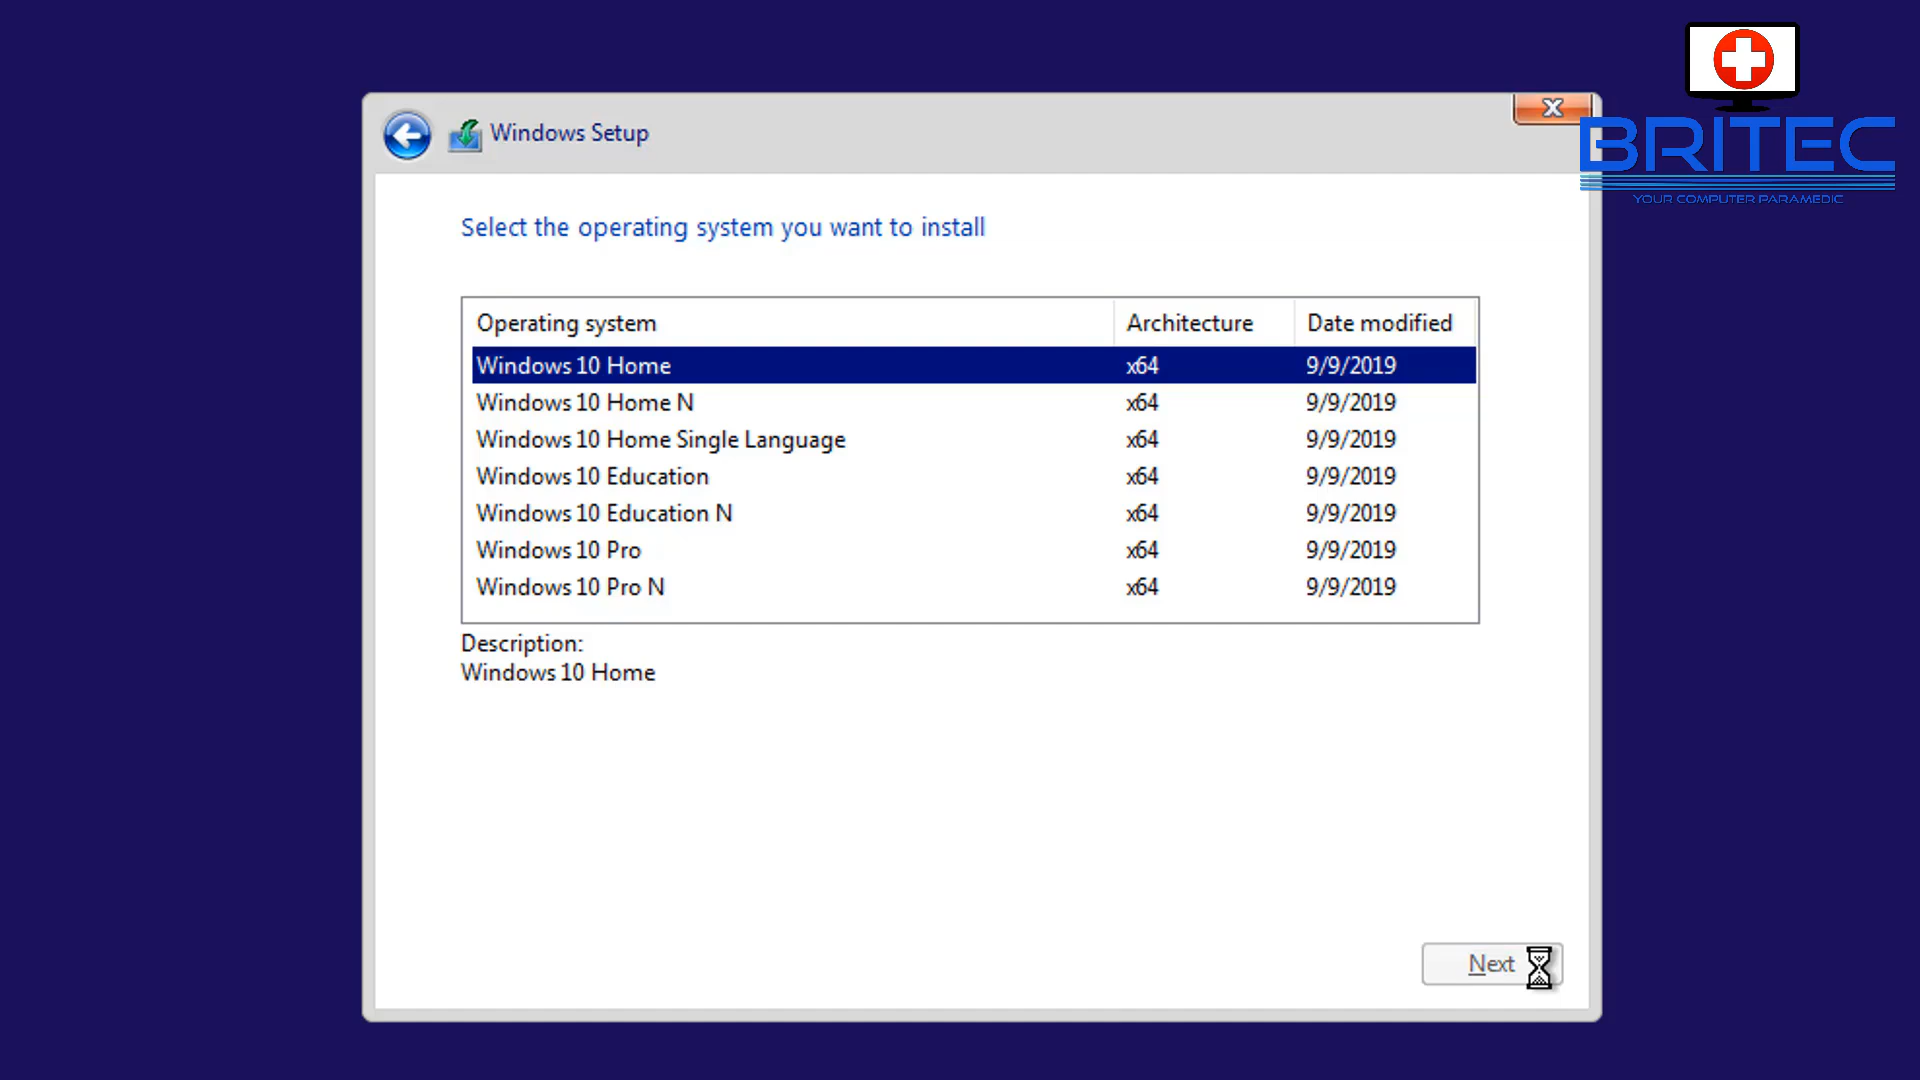 BRITEC
YOUR COMPUTER PARAMEDIC
Windows Setup
Select the operating system you want to install
Operating system Architecture Date modified
Windows 10 Home x64 9/9/2019
Windows 10 Home N x64 9/9/2019
Windows 10 Home Single Language x64 9/9/2019
Windows 10 Education x64 9/9/2019
Windows 10 Education N x64 9/9/2019
Windows 10 Pro x64 9/9/2019
Windows 10 Pro N x64 9/9/2019
Description:
Windows 10 Home
Next